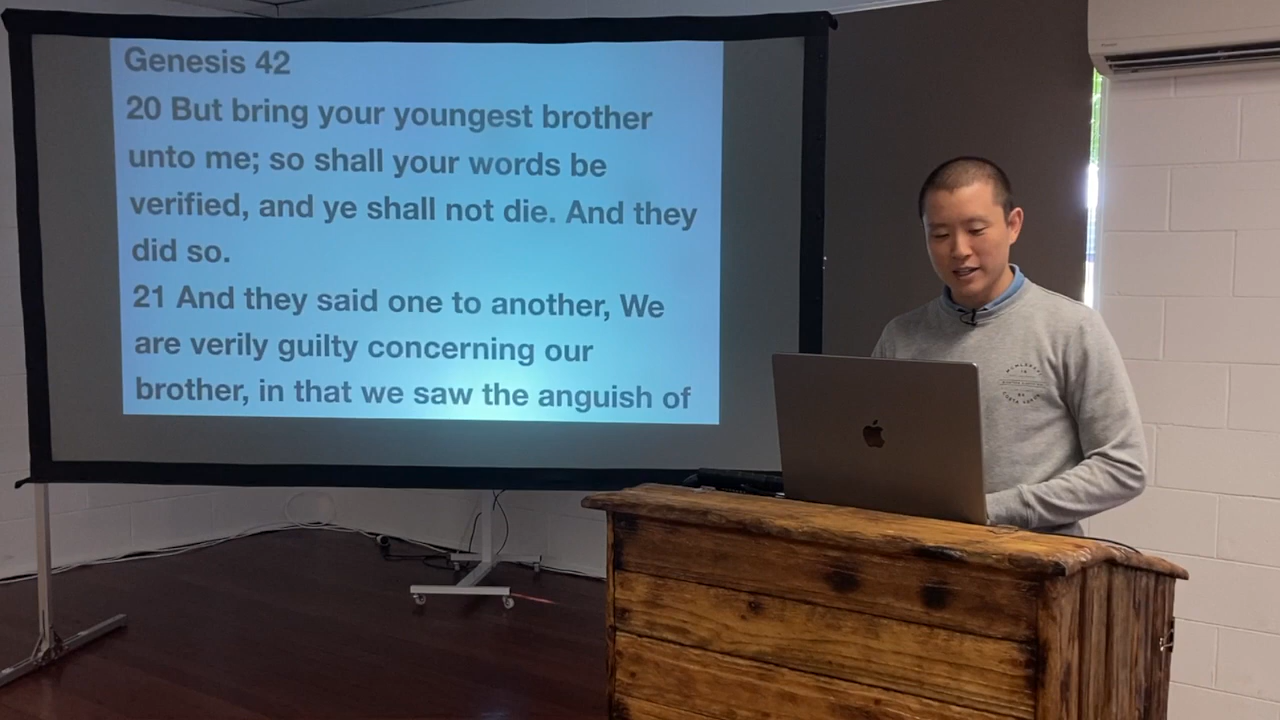 Genesis 42
20 But bring your youngest brother
unto me; so shall your words be
verified, and ye shall not die. And they
did so.
21 And they said one to another, We
are verily guilty concerning our
brother, in that we saw the anguish of